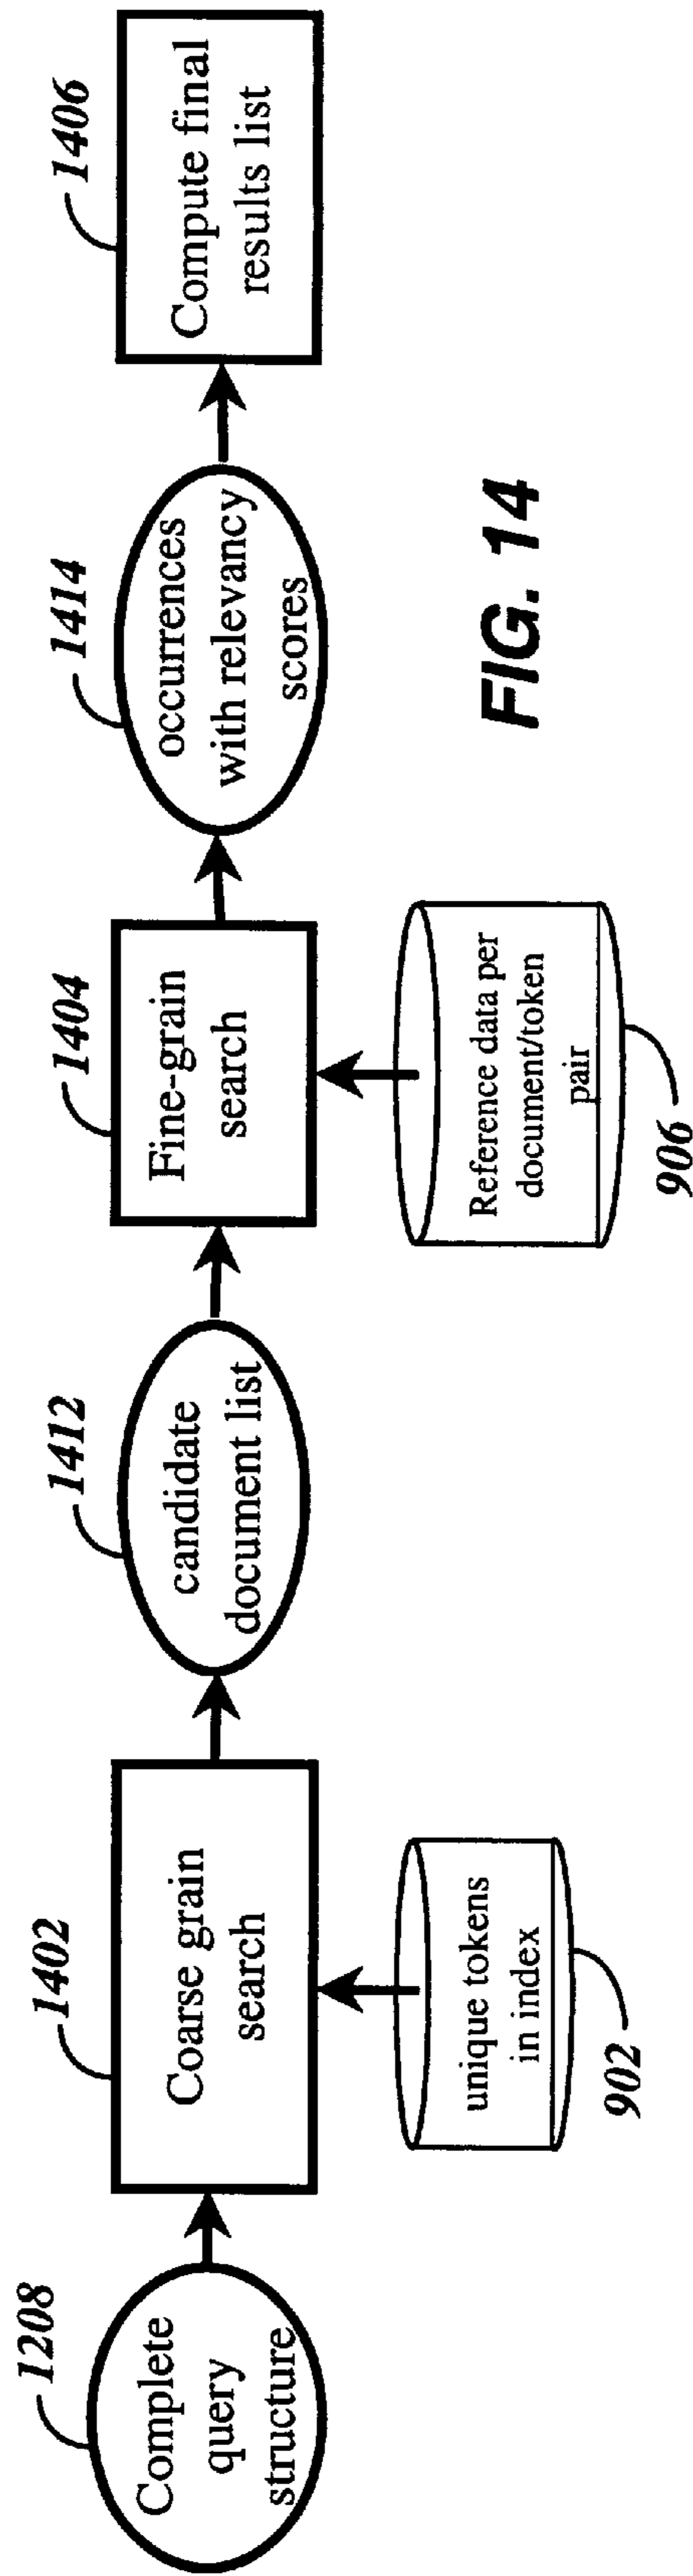 1208
Complete
query
structure
1402
Coarse grain
search
unique tokens
in index
902
1412
candidate
document list
1404
Fine-grain
search
Reference data per
document/token
pair
906
1414
occurrences
with relevancy
scores
1406
Compute final
results list
FIG. 14